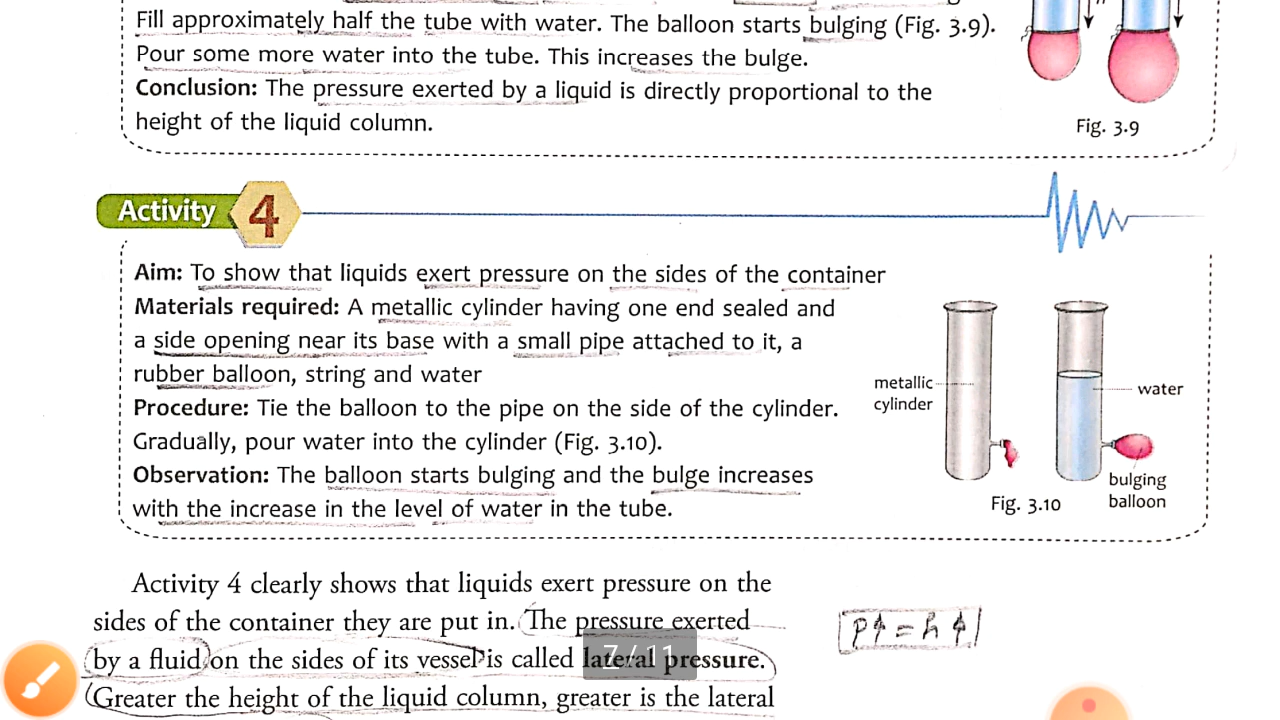 Fill approximately half the tube with water. The balloon starts bulging (Fig. 3.9).
Pour some more water into the tube. This increases the bulge.
Conclusion: The pressure exerted by a liquid is directly proportional to the
height of the liquid column.
Fig. 3.9
Activity 4
Aim: To show that liquids exert pressure on the sides of the container
Materials required: A metallic cylinder having one end sealed and
a side opening near its base with a small pipe attached to it, a
rubber balloon, string and water
Procedure: Tie the balloon to the pipe on the side of the cylinder.
Gradually, pour water into the cylinder (Fig. 3.10).
Observation: The balloon starts bulging and the bulge increases
with the increase in the level of water in the tube.
metallic
cylinder
water
bulging
balloon
Fig. 3.10
Activity 4 clearly shows that liquids exert pressure on the
sides of the container they are put in. The pressure exerted
by a fluid on the sides of its vessel is called lateral pressure.
Greater the height of the liquid column, greater is the lateral
P↑ = h↑
7 / 11